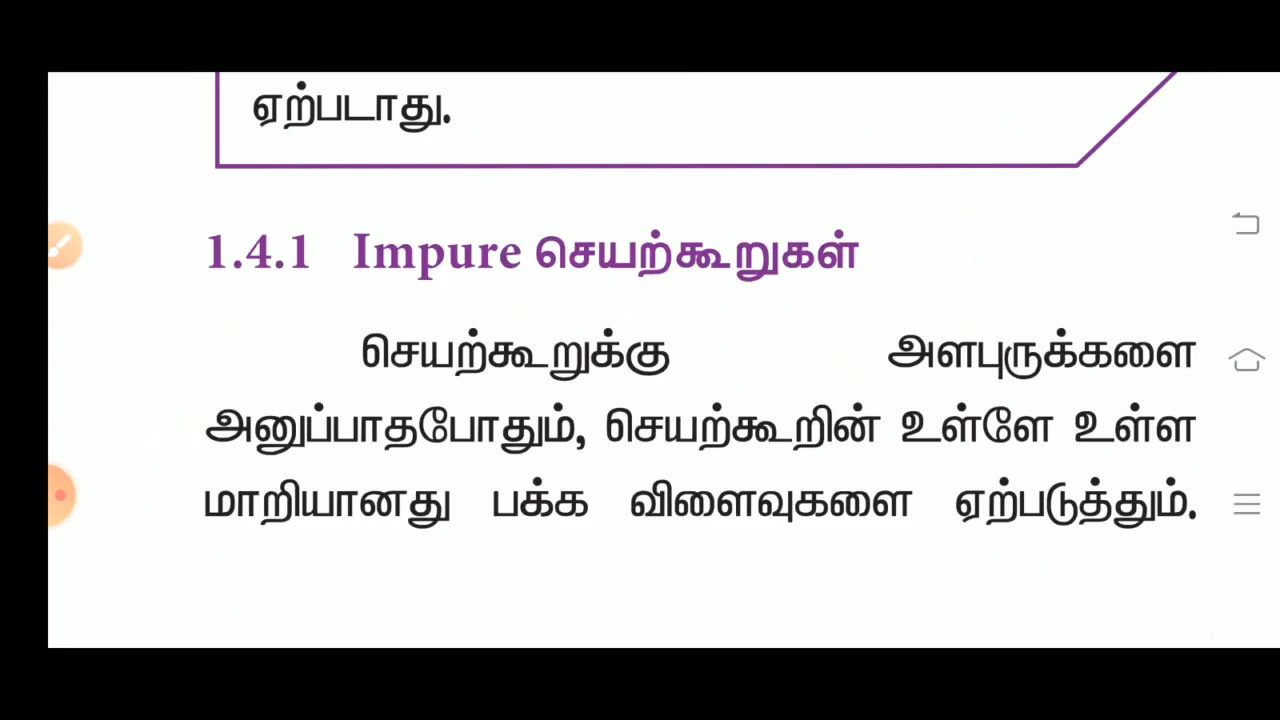 ஏற்படாது.
1.4.1 Impure செயற்கூறுகள்
செயற்கூறுக்கு அளபுருக்களை
அனுப்பாதபோதும், செயற்கூறின் உள்ளே உள்ள
மாறியானது பக்க விளைவுகளை ஏற்படுத்தும்.